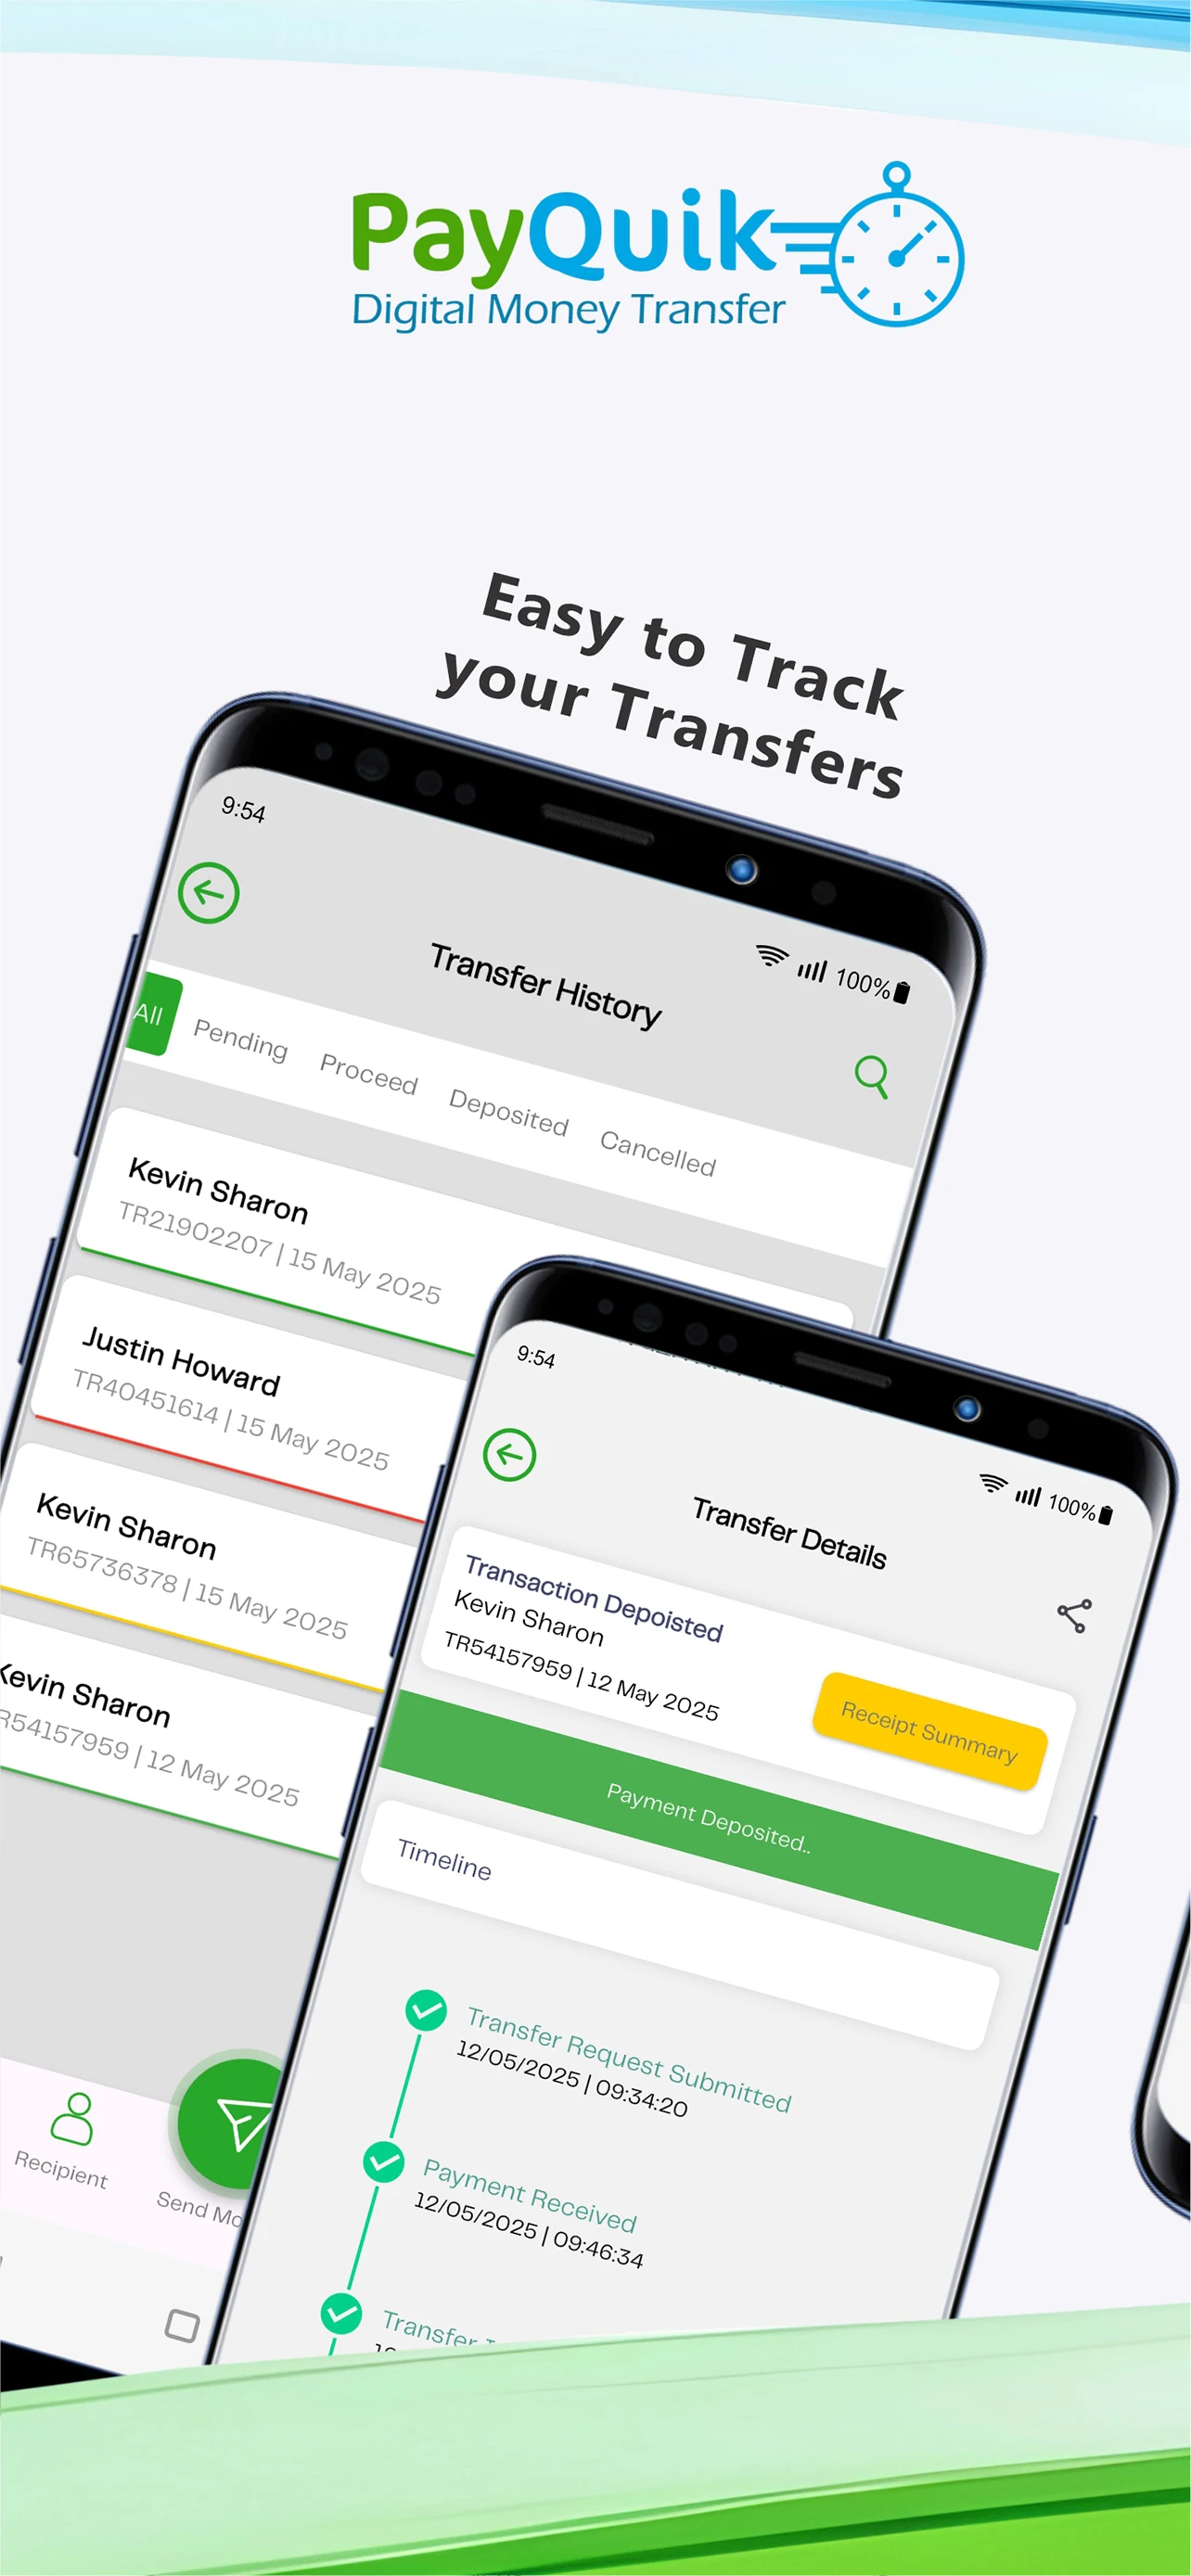 PayQuik
Digital Money Transfer
Easy to Track
your Transfers
9:54
100%
Transfer History
All
Pending
Proceed
Deposited
Cancelled
Kevin Sharon
TR21902207 | 15 May 2025
Justin Howard
TR40451614 | 15 May 2025
Kevin Sharon
TR65736378 | 15 May 2025
Kevin Sharon
R54157959 | 12 May 2025
Recipient
Send Mo
9:54
100%
Transfer Details
Transaction Depoisted
Kevin Sharon
TR54157959 | 12 May 2025
Receipt Summary
Payment Deposited..
Timeline
Transfer Request Submitted
12/05/2025 | 09:34:20
Payment Received
12/05/2025 | 09:46:34
Transfer